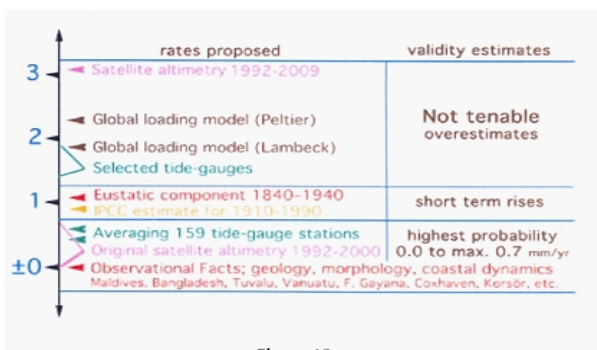 rates proposed validity estimates
3
Satellite altimetry 1992-2009
Global loading model (Peltier)
Not tenable
overestimates
2
Global loading model (Lambeck)
Selected tide-gauges
1
Eustatic component 1840-1940
short term rises
IPCC estimate for 1910-1990
Averaging 159 tide-gauge stations
highest probability
Original satellite altimetry 1992-2000
0.0 to max. 0.7 mm/yr
±0
Observational Facts; geology, morphology, coastal dynamics
Maldives, Bangladesh, Tuvalu, Vanuatu, F. Gayana, Coxhaven, Korsör, etc.